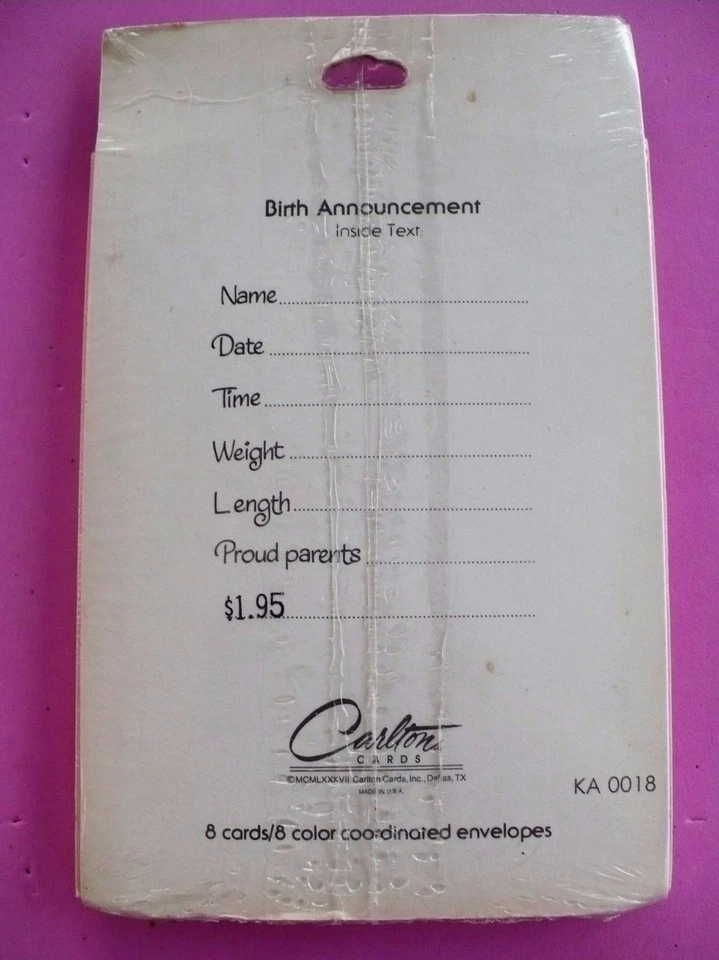 Birth Announcement
Inside Text:
Name
Date
Time
Weight
Length
Proud parents
$1.95
Carlton
CARDS
©MCMLXXXVII Carlton Cards, Inc., Dallas, TX
MADE IN U.S.A.
KA 0018
8 cards/8 color coordinated envelopes